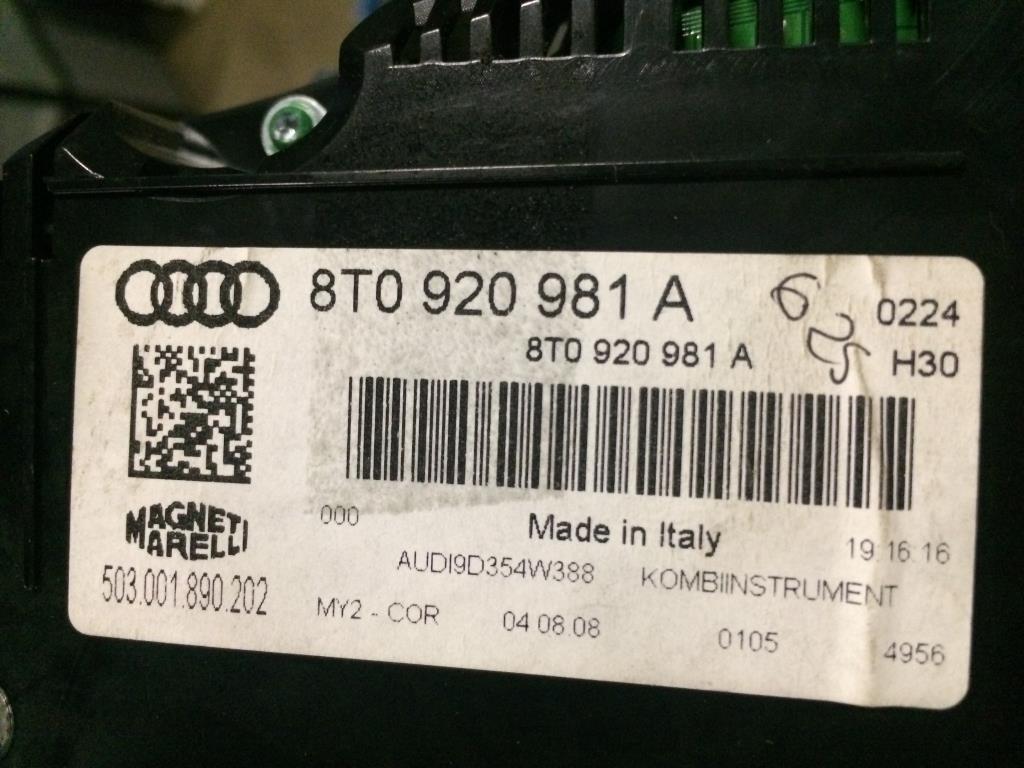 8T0 920 981 A
0224
8T0 920 981 A
H30
625
MAGNETI
MARELLI
503.001.890.202
000
Made in Italy
19.16.16
AUDI9D354W388
KOMBIINSTRUMENT
MY2 - COR
04.08.08
0105
4956